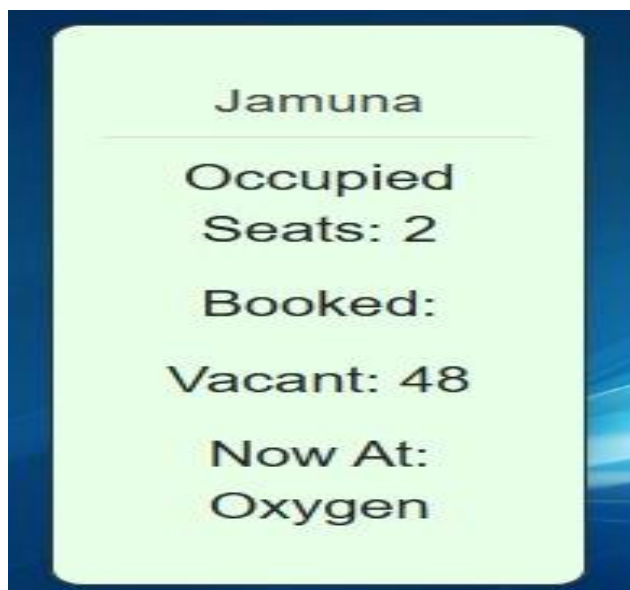 Jamuna
Occupied
Seats: 2
Booked:
Vacant: 48
Now At:
Oxygen